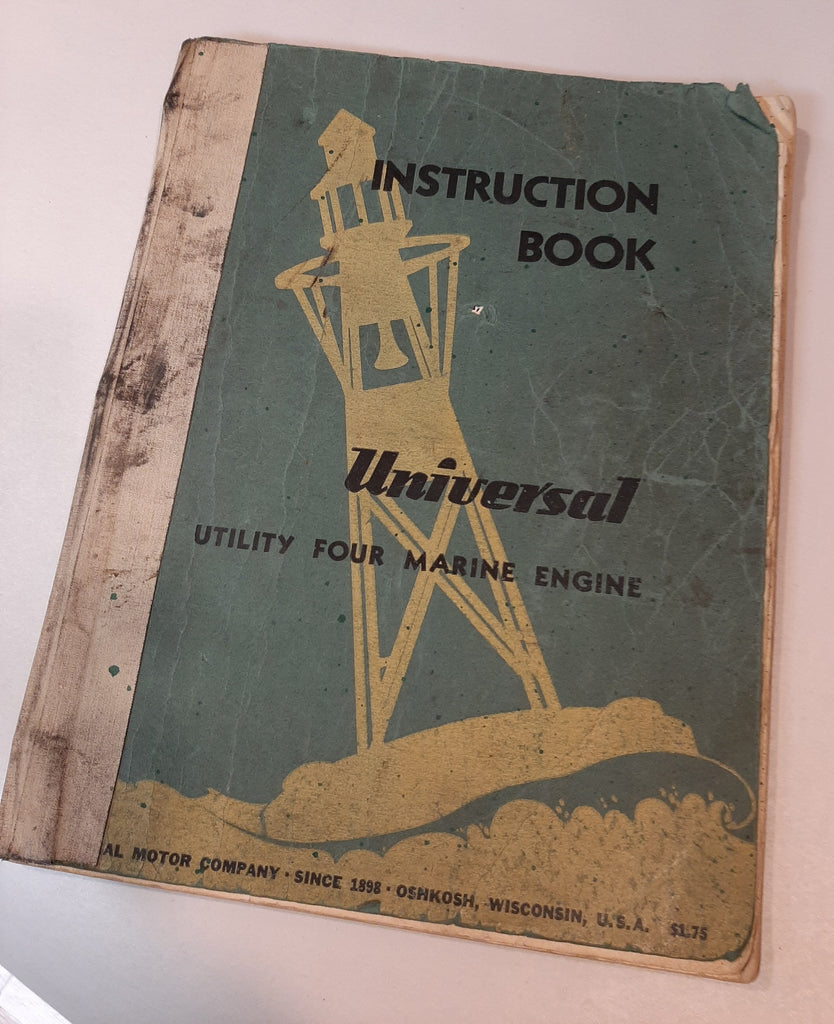 INSTRUCTION
BOOK
Universal
UTILITY FOUR MARINE ENGINE
AL MOTOR COMPANY · SINCE 1898 · OSHKOSH, WISCONSIN, U.S.A. $1.75